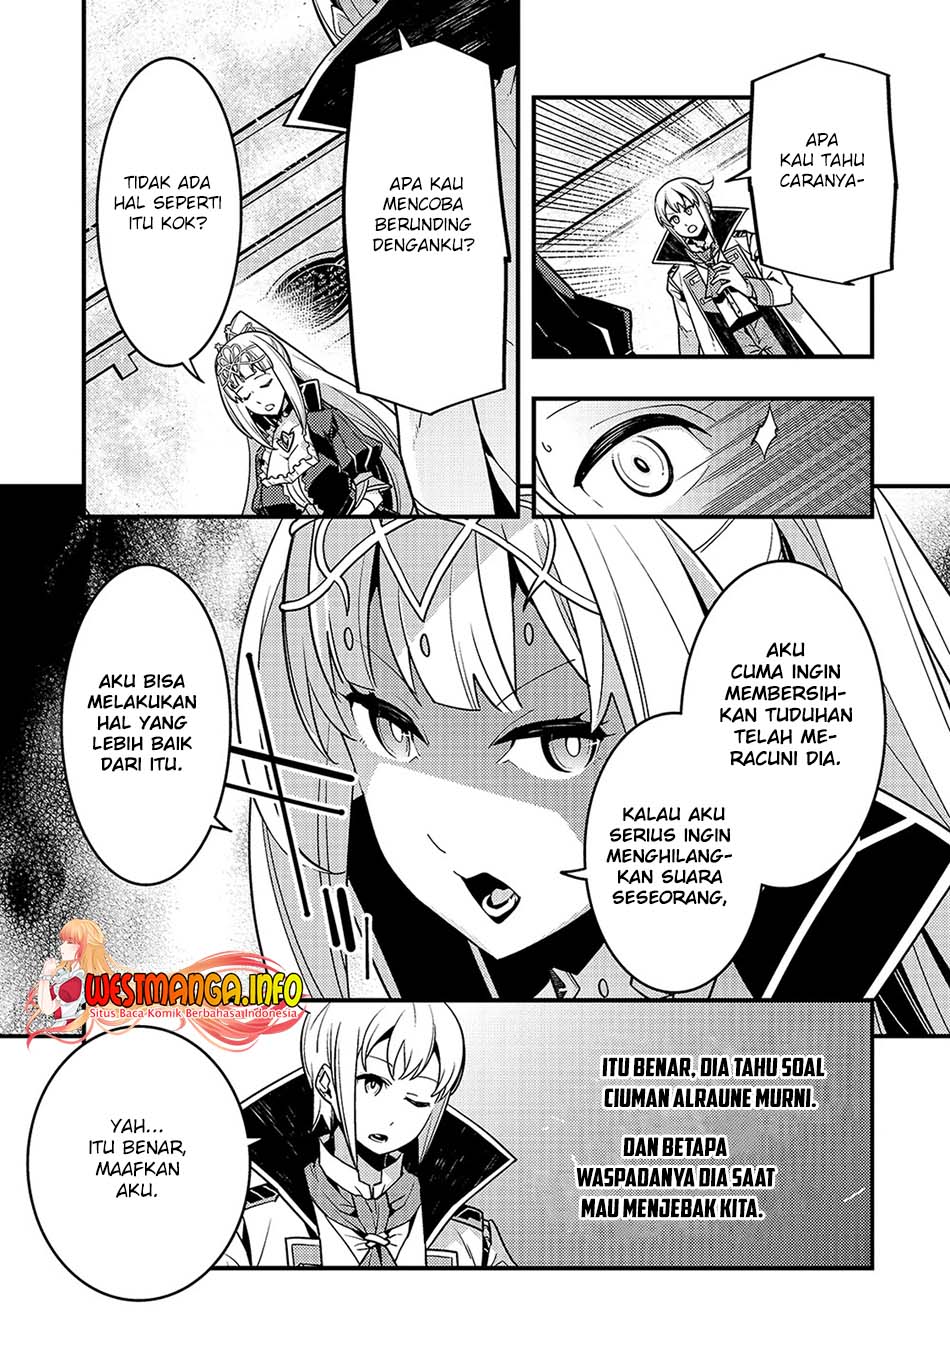 APA
KAU TAHU
CARANYA-
APA KAU
MENCOBA
BERUNDING
DENGANKU?
TIDAK ADA
HAL SEPERTI
ITU KOK?
AKU
CUMA INGIN
MEMBERSIH-
KAN TUDUHAN
TELAH ME-
RACUNI DIA.
KALAU AKU
SERIUS INGIN
MENGHILANG-
KAN SUARA
SESEORANG,
AKU BISA
MELAKUKAN
HAL YANG
LEBIH BAIK
DARI ITU.
WESTMANGA.INFO
Situs Baca Komik Berbahasa Indonesia
ITU BENAR, DIA TAHU SOAL
CIUMAN ALRAUNE MURNI.
DAN BETAPA
WASPADANYA DIA SAAT
MAU MENJEBAK KITA.
YAH...
ITU BENAR,
MAAFKAN
AKU.